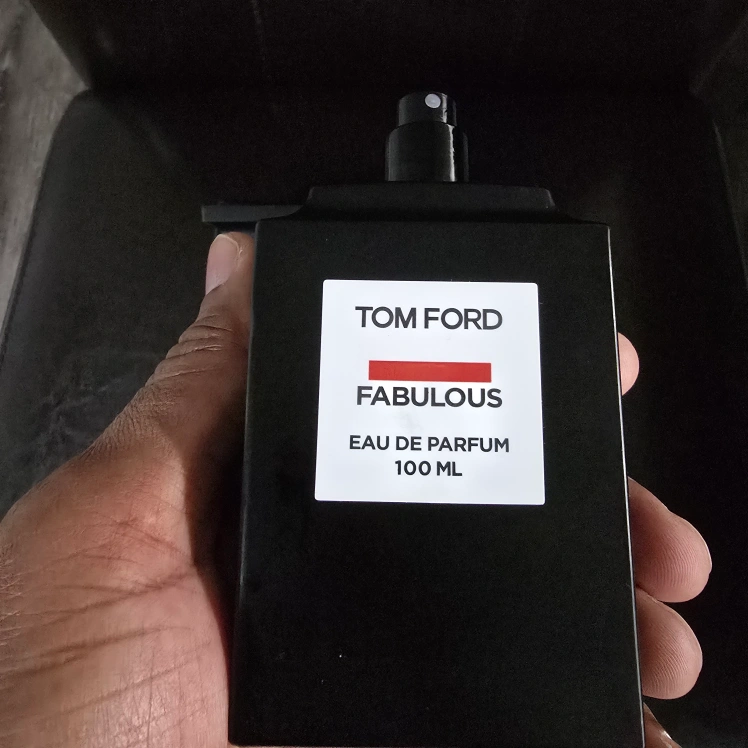 TOM FORD
FABULOUS
EAU DE PARFUM
100 ML